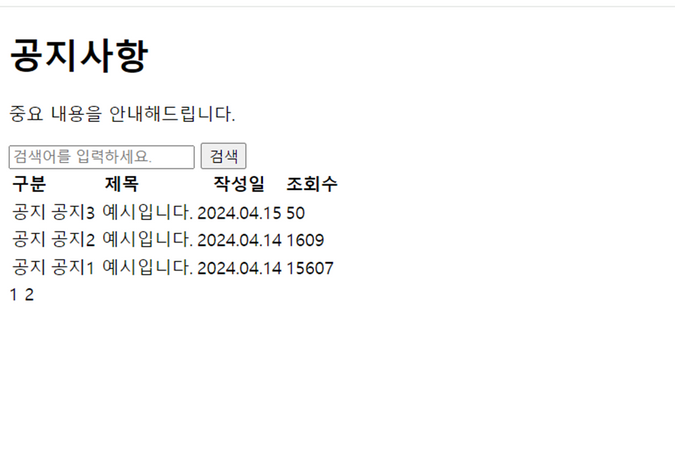 공지사항
중요 내용을 안내해드립니다.
검색어를 입력하세요. 검색
구분 제목 작성일 조회수
공지 공지3 예시입니다. 2024.04.15 50
공지 공지2 예시입니다. 2024.04.14 1609
공지 공지1 예시입니다. 2024.04.14 15607
1 2